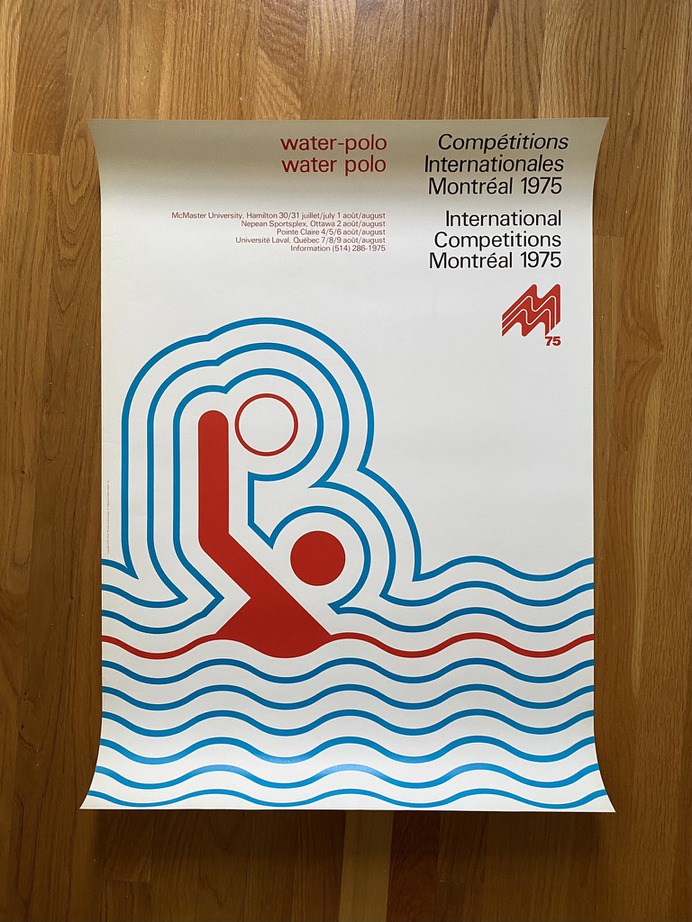 water-polo
water polo
Compétitions
Internationales
Montréal 1975
International
Competitions
Montréal 1975
McMaster University, Hamilton 30/31 juillet/july 1 août/august
Nepean Sportsplex, Ottawa 2 août/august
Pointe Claire 4/5/6 août/august
Université Laval, Québec 7/8/9 août/august
Information (514) 286-1975
75